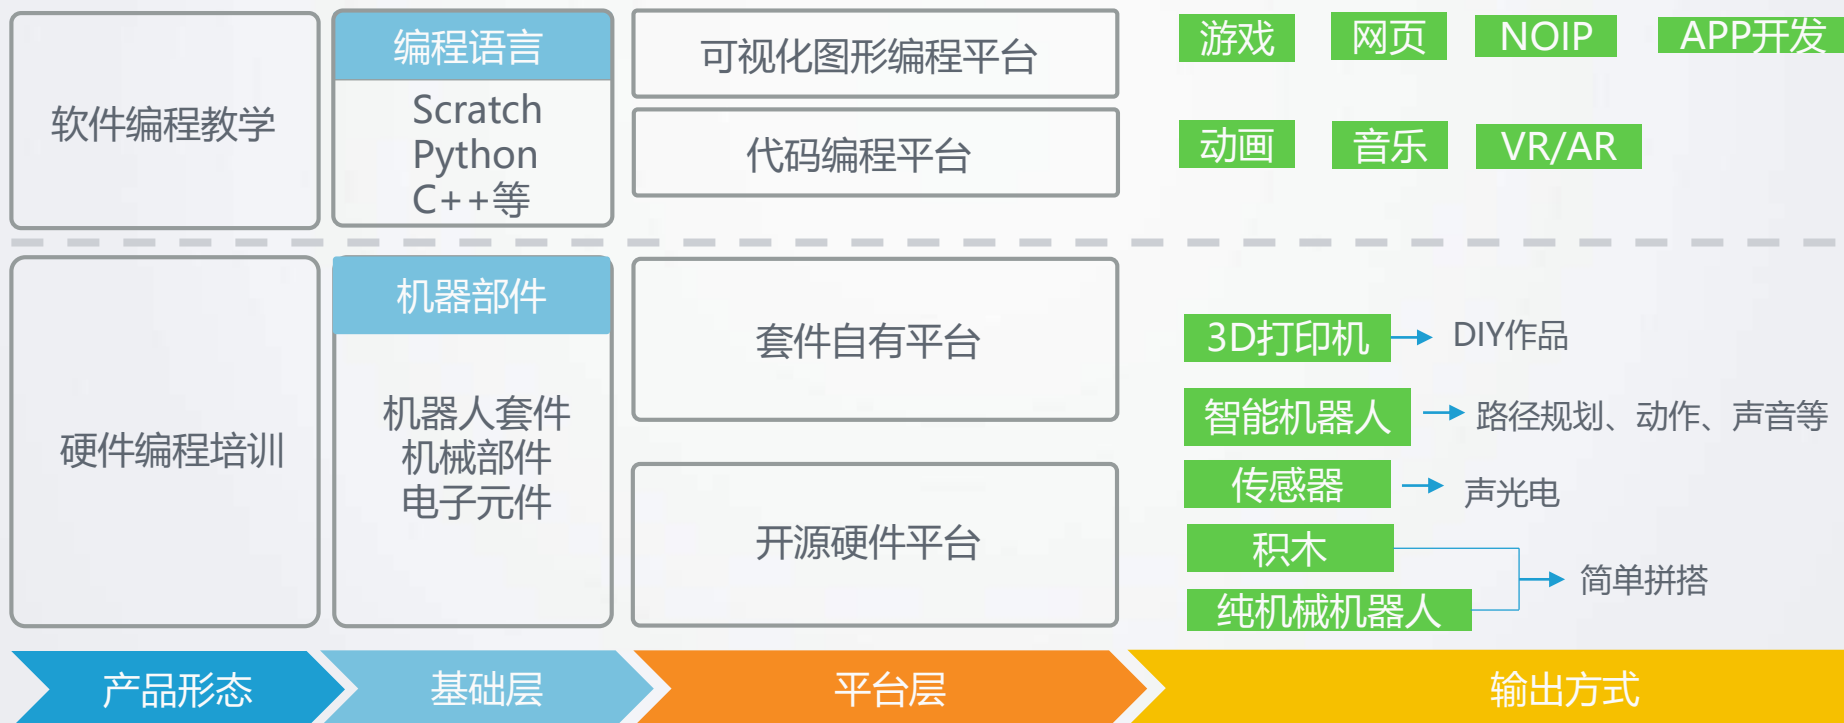 软件编程教学
编程语言
Scratch
Python
C++等
可视化图形编程平台
代码编程平台
游戏
网页
NOIP
APP开发
动画
音乐
VR/AR
硬件编程培训
机器部件
机器人套件
机械部件
电子元件
套件自有平台
开源硬件平台
3D打印机
DIY作品
智能机器人
路径规划、动作、声音等
传感器
声光电
积木
纯机械机器人
简单拼搭
产品形态
基础层
平台层
输出方式